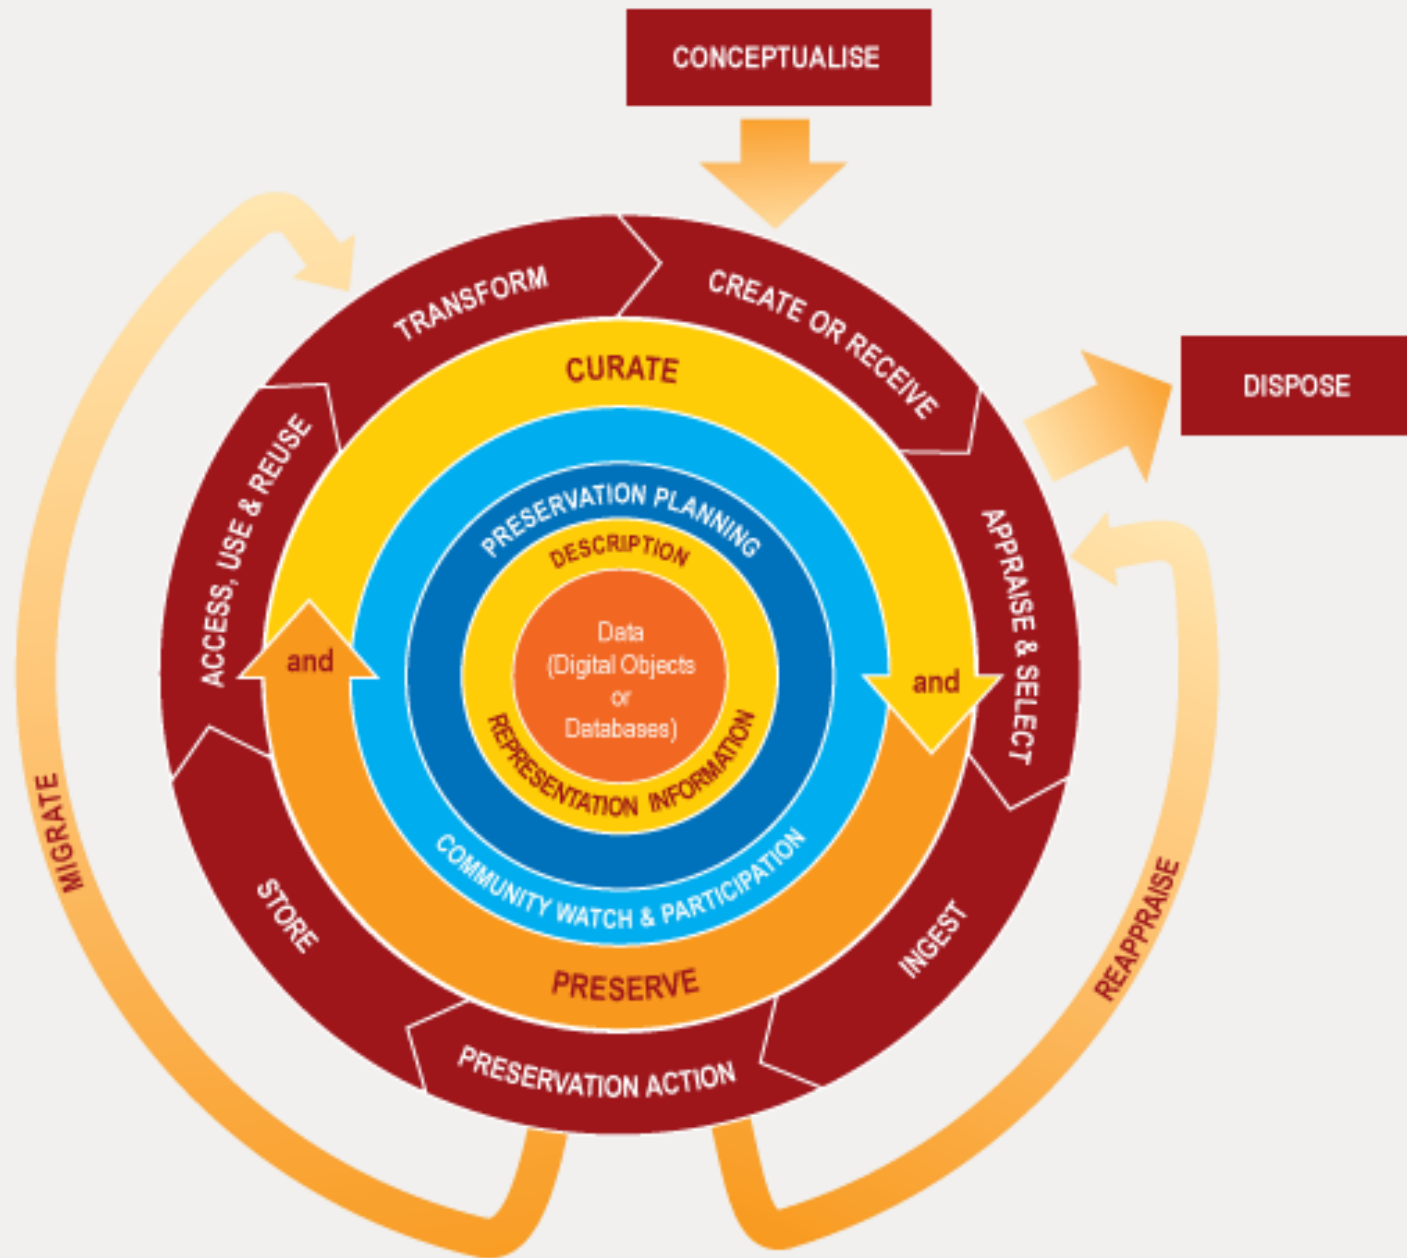 CONCEPTUALISE
TRANSFORM
CREATE OR RECEIVE
DISPOSE
CURATE
ACCESS, USE & REUSE
APPRAISE & SELECT
PRESERVATION PLANNING
DESCRIPTION
Data
(Digital Objects
or
Databases)
and
and
REPRESENTATION INFORMATION
COMMUNITY WATCH & PARTICIPATION
MIGRATE
STORE
INGEST
REAPPRAISE
PRESERVE
PRESERVATION ACTION